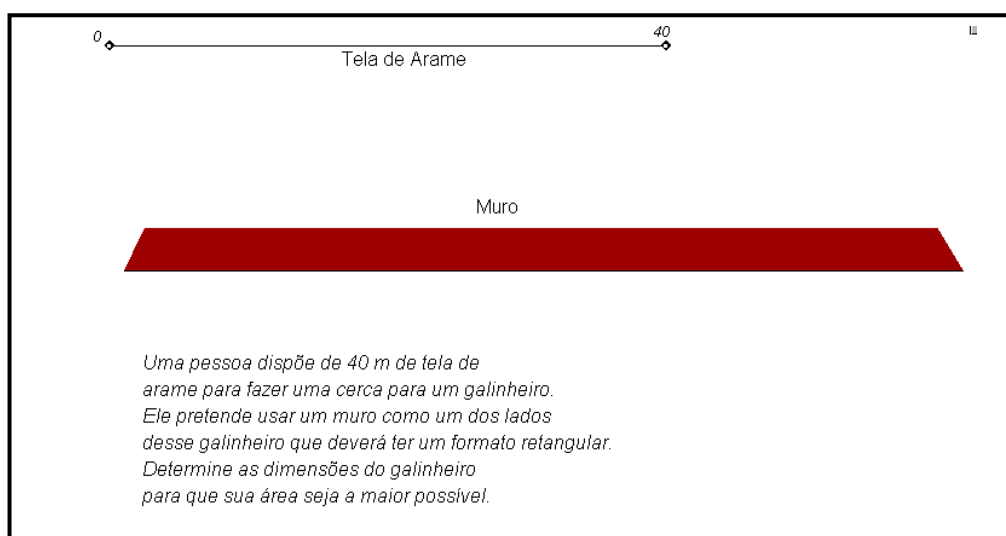 0 40
Tela de Arame
Muro
Uma pessoa dispõe de 40 m de tela de
arame para fazer uma cerca para um galinheiro.
Ele pretende usar um muro como um dos lados
desse galinheiro que deverá ter um formato retangular.
Determine as dimensões do galinheiro
para que sua área seja a maior possível.